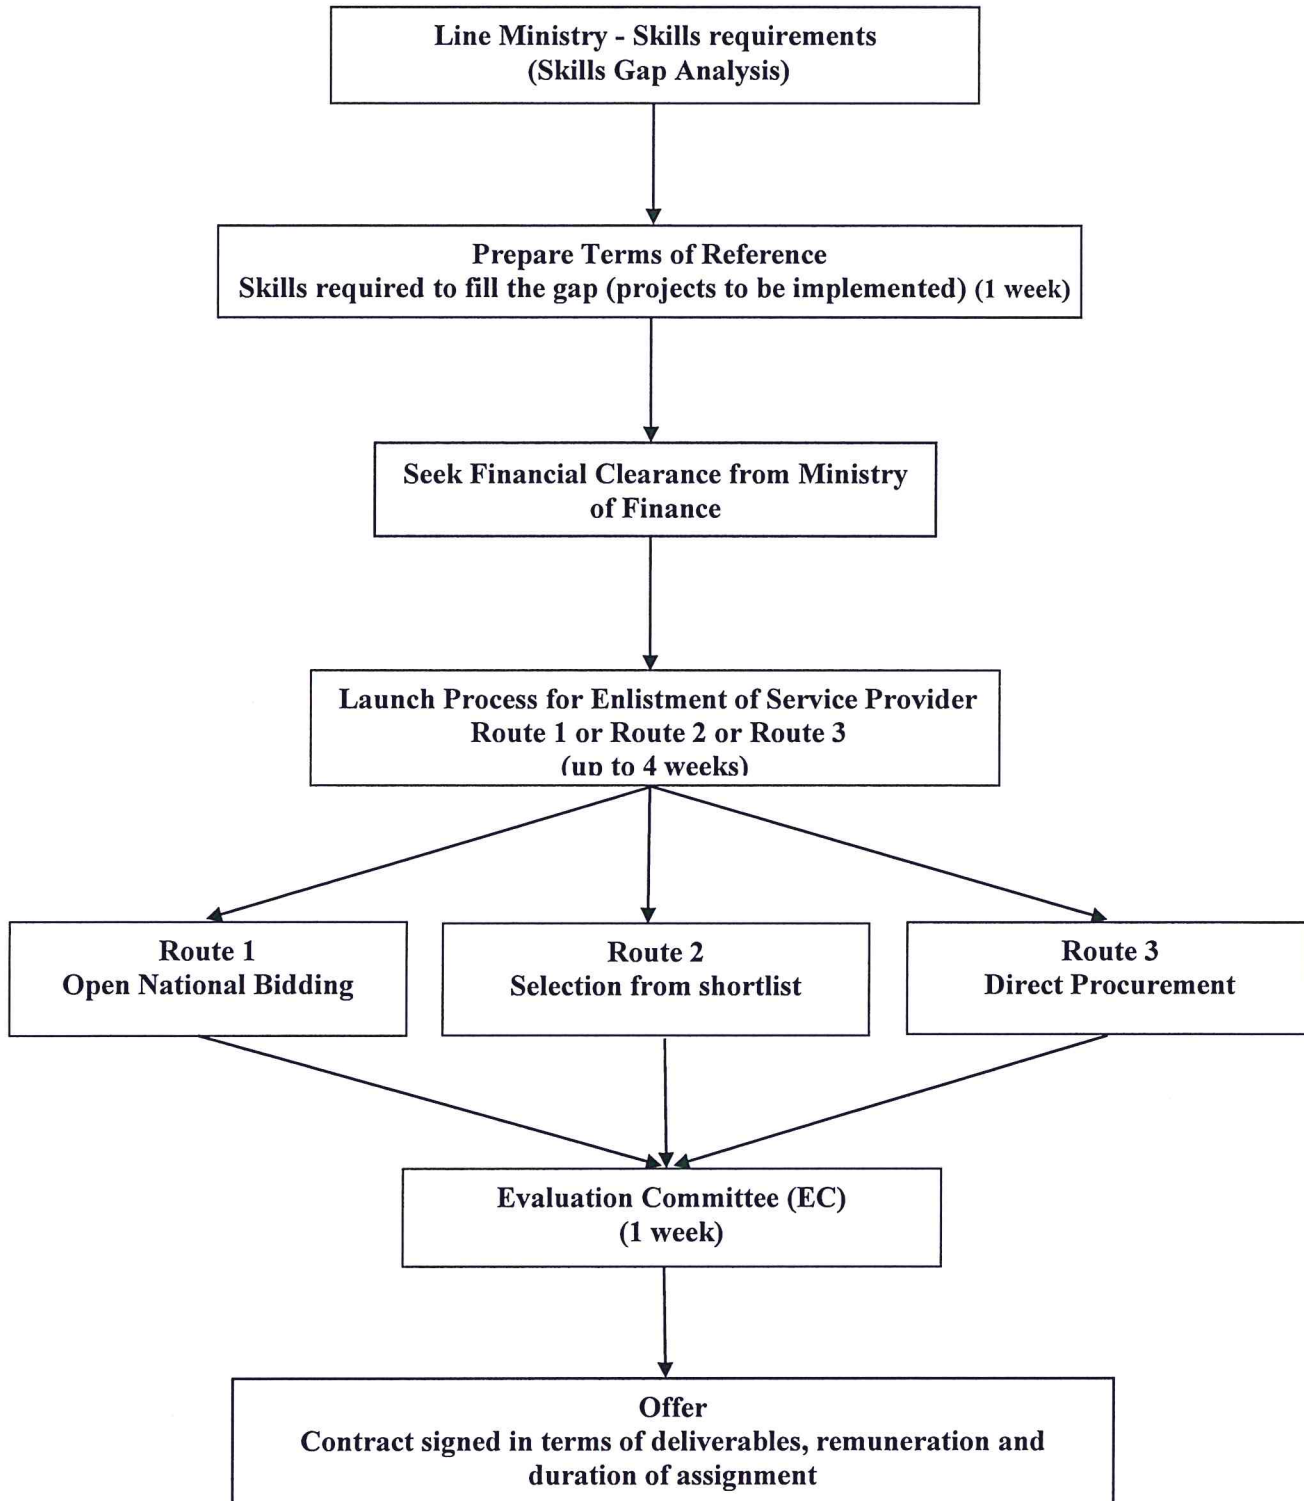 Line Ministry - Skills requirements
(Skills Gap Analysis)
Prepare Terms of Reference
Skills required to fill the gap (projects to be implemented) (1 week)
Seek Financial Clearance from Ministry
of Finance
Launch Process for Enlistment of Service Provider
Route 1 or Route 2 or Route 3
(up to 4 weeks)
Route 1
Open National Bidding
Route 2
Selection from shortlist
Route 3
Direct Procurement
Evaluation Committee (EC)
(1 week)
Offer
Contract signed in terms of deliverables, remuneration and
duration of assignment